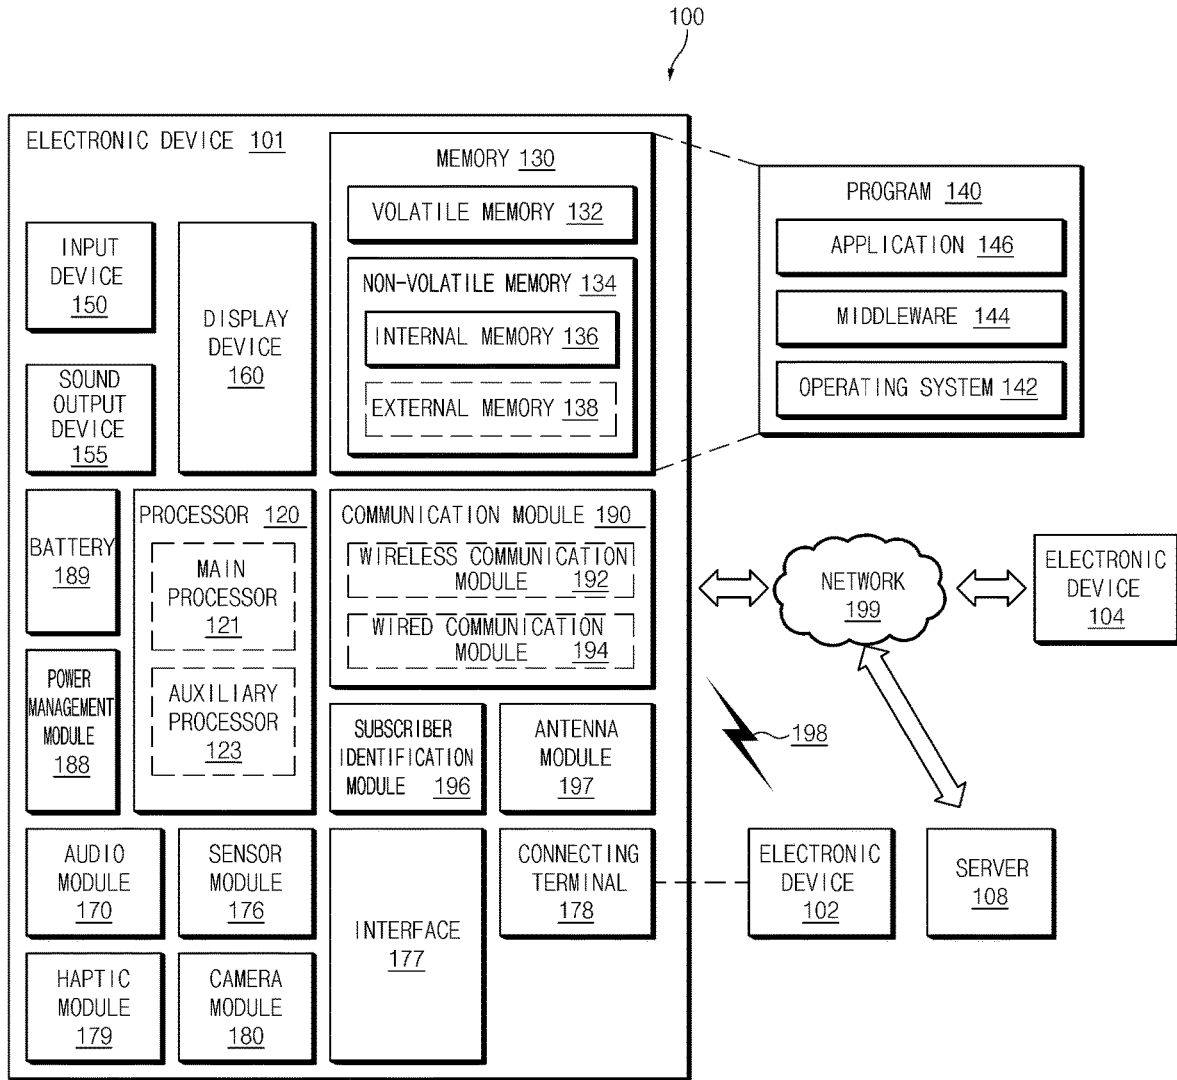 100
ELECTRONIC DEVICE 101
MEMORY 130
VOLATILE MEMORY 132
NON-VOLATILE MEMORY 134
INTERNAL MEMORY 136
EXTERNAL MEMORY 138
PROGRAM 140
APPLICATION 146
MIDDLEWARE 144
OPERATING SYSTEM 142
INPUT
DEVICE
150
DISPLAY
DEVICE
160
SOUND
OUTPUT
DEVICE
155
BATTERY
189
PROCESSOR 120
MAIN
PROCESSOR
121
AUXILIARY
PROCESSOR
123
COMMUNICATION MODULE 190
WIRELESS COMMUNICATION
MODULE 192
WIRED COMMUNICATION
MODULE 194
NETWORK
199
ELECTRONIC
DEVICE
104
POWER
MANAGEMENT
MODULE
188
SUBSCRIBER
IDENTIFICATION
MODULE 196
ANTENNA
MODULE
197
198
AUDIO
MODULE
170
SENSOR
MODULE
176
INTERFACE
177
CONNECTING
TERMINAL
178
ELECTRONIC
DEVICE
102
SERVER
108
HAPTIC
MODULE
179
CAMERA
MODULE
180